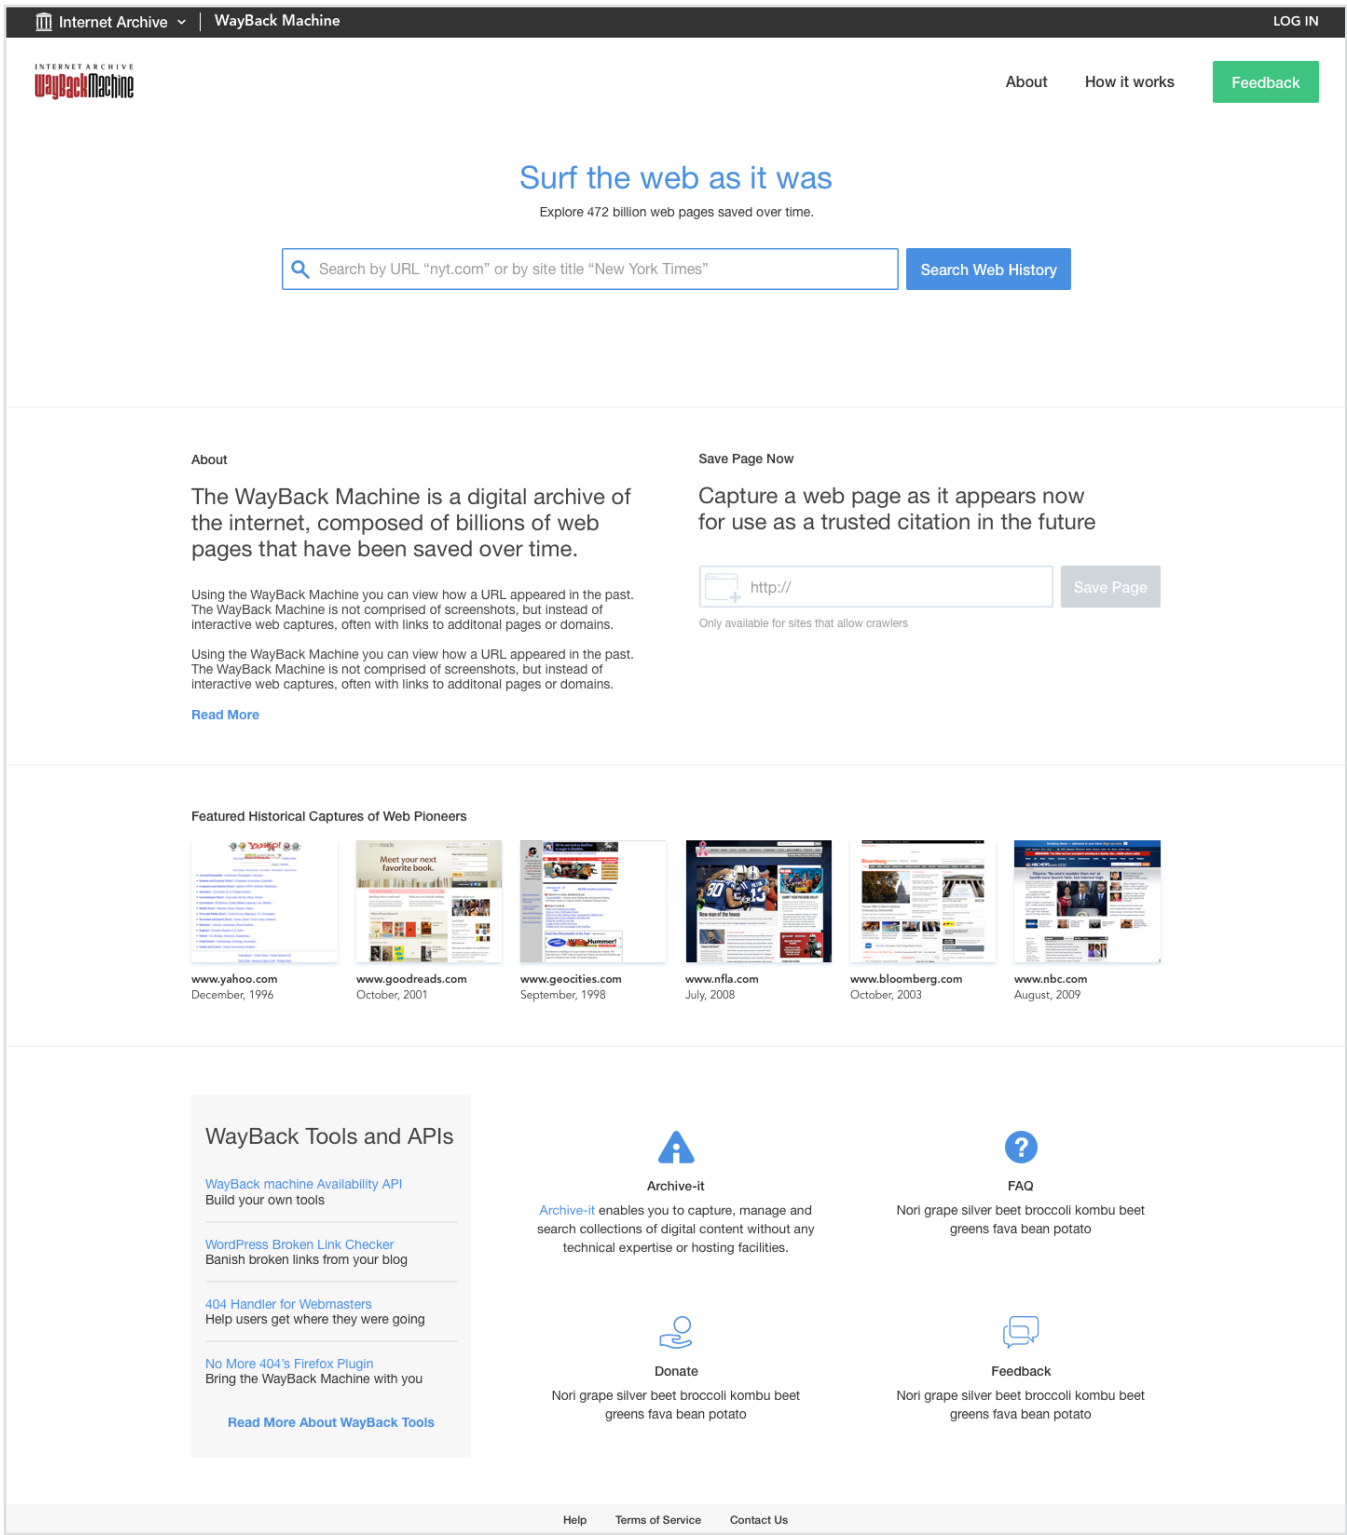 Internet Archive
WayBack Machine
LOG IN
INTERNET ARCHIVE
WayBackMachine
About
How it works
Feedback
Surf the web as it was
Explore 472 billion web pages saved over time.
Search by URL “nyt.com” or by site title “New York Times”
Search Web History
About
The WayBack Machine is a digital archive of
the internet, composed of billions of web
pages that have been saved over time.
Using the WayBack Machine you can view how a URL appeared in the past.
The WayBack Machine is not comprised of screenshots, but instead of
interactive web captures, often with links to additonal pages or domains.
Using the WayBack Machine you can view how a URL appeared in the past.
The WayBack Machine is not comprised of screenshots, but instead of
interactive web captures, often with links to additonal pages or domains.
Read More
Save Page Now
Capture a web page as it appears now
for use as a trusted citation in the future
http://
Save Page
Only available for sites that allow crawlers
Featured Historical Captures of Web Pioneers
YAHOO!
www.yahoo.com
December, 1996
goodreads
Meet your next
favorite book.
www.goodreads.com
October, 2001
Hummer!
www.geocities.com
September, 1998
New man of the house
www.nfla.com
July, 2008
Bloomberg
www.bloomberg.com
October, 2003
www.nbc.com
August, 2009
WayBack Tools and APIs
WayBack machine Availability API
Build your own tools
WordPress Broken Link Checker
Banish broken links from your blog
404 Handler for Webmasters
Help users get where they were going
No More 404’s Firefox Plugin
Bring the WayBack Machine with you
Read More About WayBack Tools
Archive-it
Archive-it enables you to capture, manage and
search collections of digital content without any
technical expertise or hosting facilities.
FAQ
Nori grape silver beet broccoli kombu beet
greens fava bean potato
Donate
Nori grape silver beet broccoli kombu beet
greens fava bean potato
Feedback
Nori grape silver beet broccoli kombu beet
greens fava bean potato
Help
Terms of Service
Contact Us